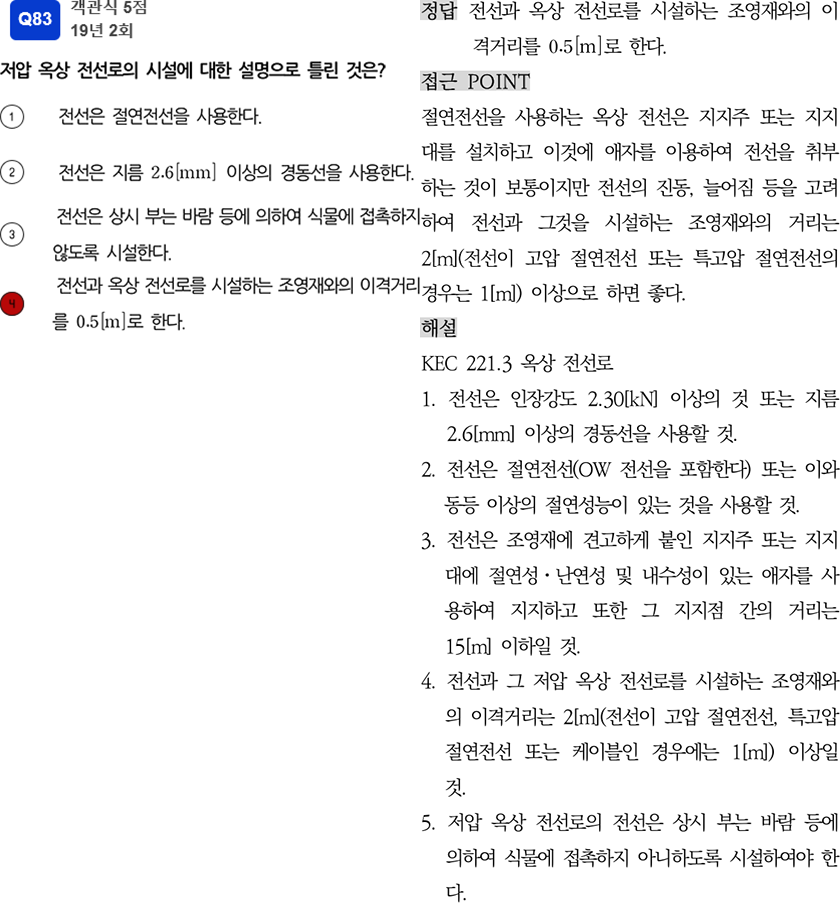 Q83
객관식 5점
19년 2회
저압 옥상 전선로의 시설에 대한 설명으로 틀린 것은?
1 전선은 절연전선을 사용한다.
2 전선은 지름 2.6[mm] 이상의 경동선을 사용한다.
3 전선은 상시 부는 바람 등에 의하여 식물에 접촉하지
않도록 시설한다.
4 전선과 옥상 전선로를 시설하는 조영재와의 이격거리
를 0.5[m]로 한다.
정답 전선과 옥상 전선로를 시설하는 조영재와의 이
격거리를 0.5[m]로 한다.
접근 POINT
절연전선을 사용하는 옥상 전선은 지지주 또는 지지
대를 설치하고 이것에 애자를 이용하여 전선을 취부
하는 것이 보통이지만 전선의 진동, 늘어짐 등을 고려
하여 전선과 그것을 시설하는 조영재와의 거리는
2[m](전선이 고압 절연전선 또는 특고압 절연전선의
경우는 1[m]) 이상으로 하면 좋다.
해설
KEC 221.3 옥상 전선로
1. 전선은 인장강도 2.30[kN] 이상의 것 또는 지름
2.6[mm] 이상의 경동선을 사용할 것.
2. 전선은 절연전선(OW 전선을 포함한다) 또는 이와
동등 이상의 절연성능이 있는 것을 사용할 것.
3. 전선은 조영재에 견고하게 붙인 지지주 또는 지지
대에 절연성·난연성 및 내수성이 있는 애자를 사
용하여 지지하고 또한 그 지지점 간의 거리는
15[m] 이하일 것.
4. 전선과 그 저압 옥상 전선로를 시설하는 조영재와
의 이격거리는 2[m](전선이 고압 절연전선, 특고압
절연전선 또는 케이블인 경우에는 1[m]) 이상일
것.
5. 저압 옥상 전선로의 전선은 상시 부는 바람 등에
의하여 식물에 접촉하지 아니하도록 시설하여야 한
다.